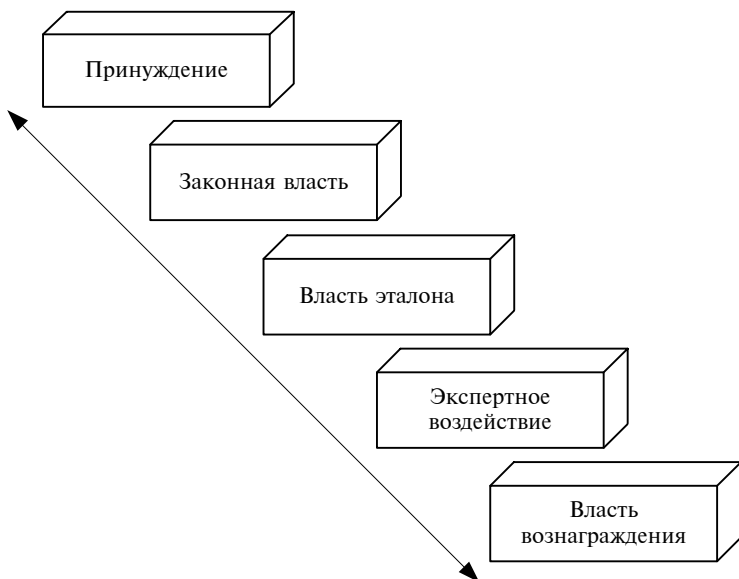 Принуждение
Законная власть
Власть эталона
Экспертное
воздействие
Власть
вознаграждения